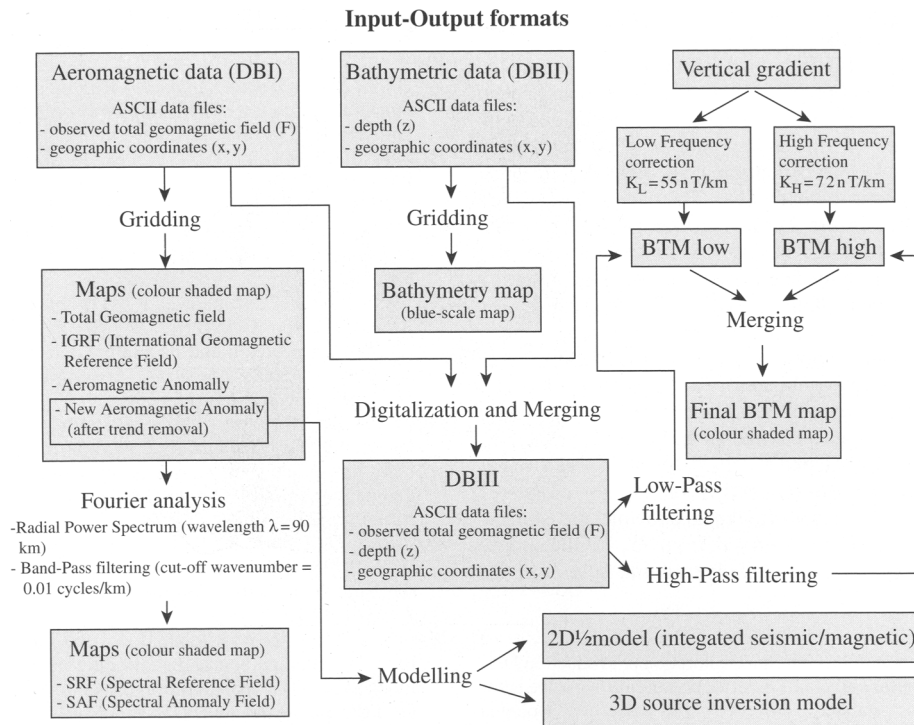 Input-Output formats
Aeromagnetic data (DBI)
ASCII data files:
- observed total geomagnetic field (F)
- geographic coordinates (x, y)
Gridding
Maps (colour shaded map)
- Total Geomagnetic field
- IGRF (International Geomagnetic
Reference Field)
- Aeromagnetic Anomally
- New Aeromagnetic Anomaly
(after trend removal)
Fourier analysis
-Radial Power Spectrum (wavelength λ=90
km)
- Band-Pass filtering (cut-off wavenumber =
0.01 cycles/km)
Maps (colour shaded map)
- SRF (Spectral Reference Field)
- SAF (Spectral Anomaly Field)
Bathymetric data (DBII)
ASCII data files:
- depth (z)
- geographic coordinates (x, y)
Gridding
Bathymetry map
(blue-scale map)
Digitalization and Merging
DBIII
ASCII data files:
- observed total geomagnetic field (F)
- depth (z)
- geographic coordinates (x, y)
Low-Pass
filtering
High-Pass filtering
Vertical gradient
Low Frequency
correction
K_L=55 n T/km
High Frequency
correction
K_H=72 n T/km
BTM low
BTM high
Merging
Final BTM map
(colour shaded map)
Modelling
2D½model (integated seismic/magnetic)
3D source inversion model